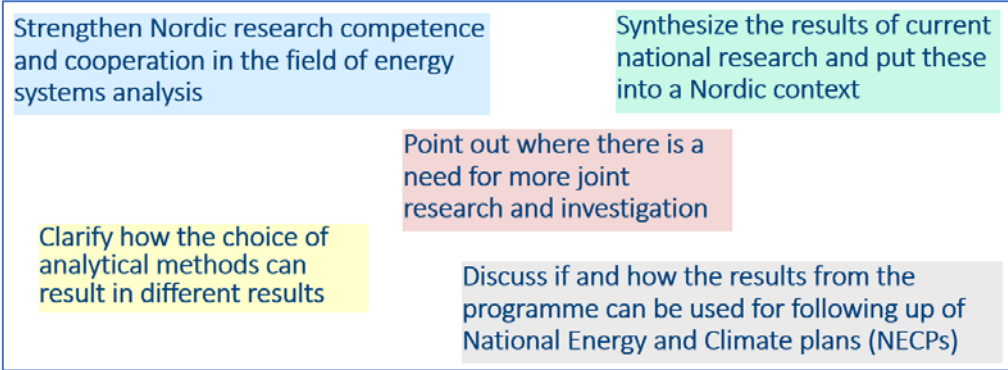 Strengthen Nordic research competence
and cooperation in the field of energy
systems analysis
Synthesize the results of current
national research and put these
into a Nordic context
Point out where there is a
need for more joint
research and investigation
Clarify how the choice of
analytical methods can
result in different results
Discuss if and how the results from the
programme can be used for following up of
National Energy and Climate plans (NECPs)